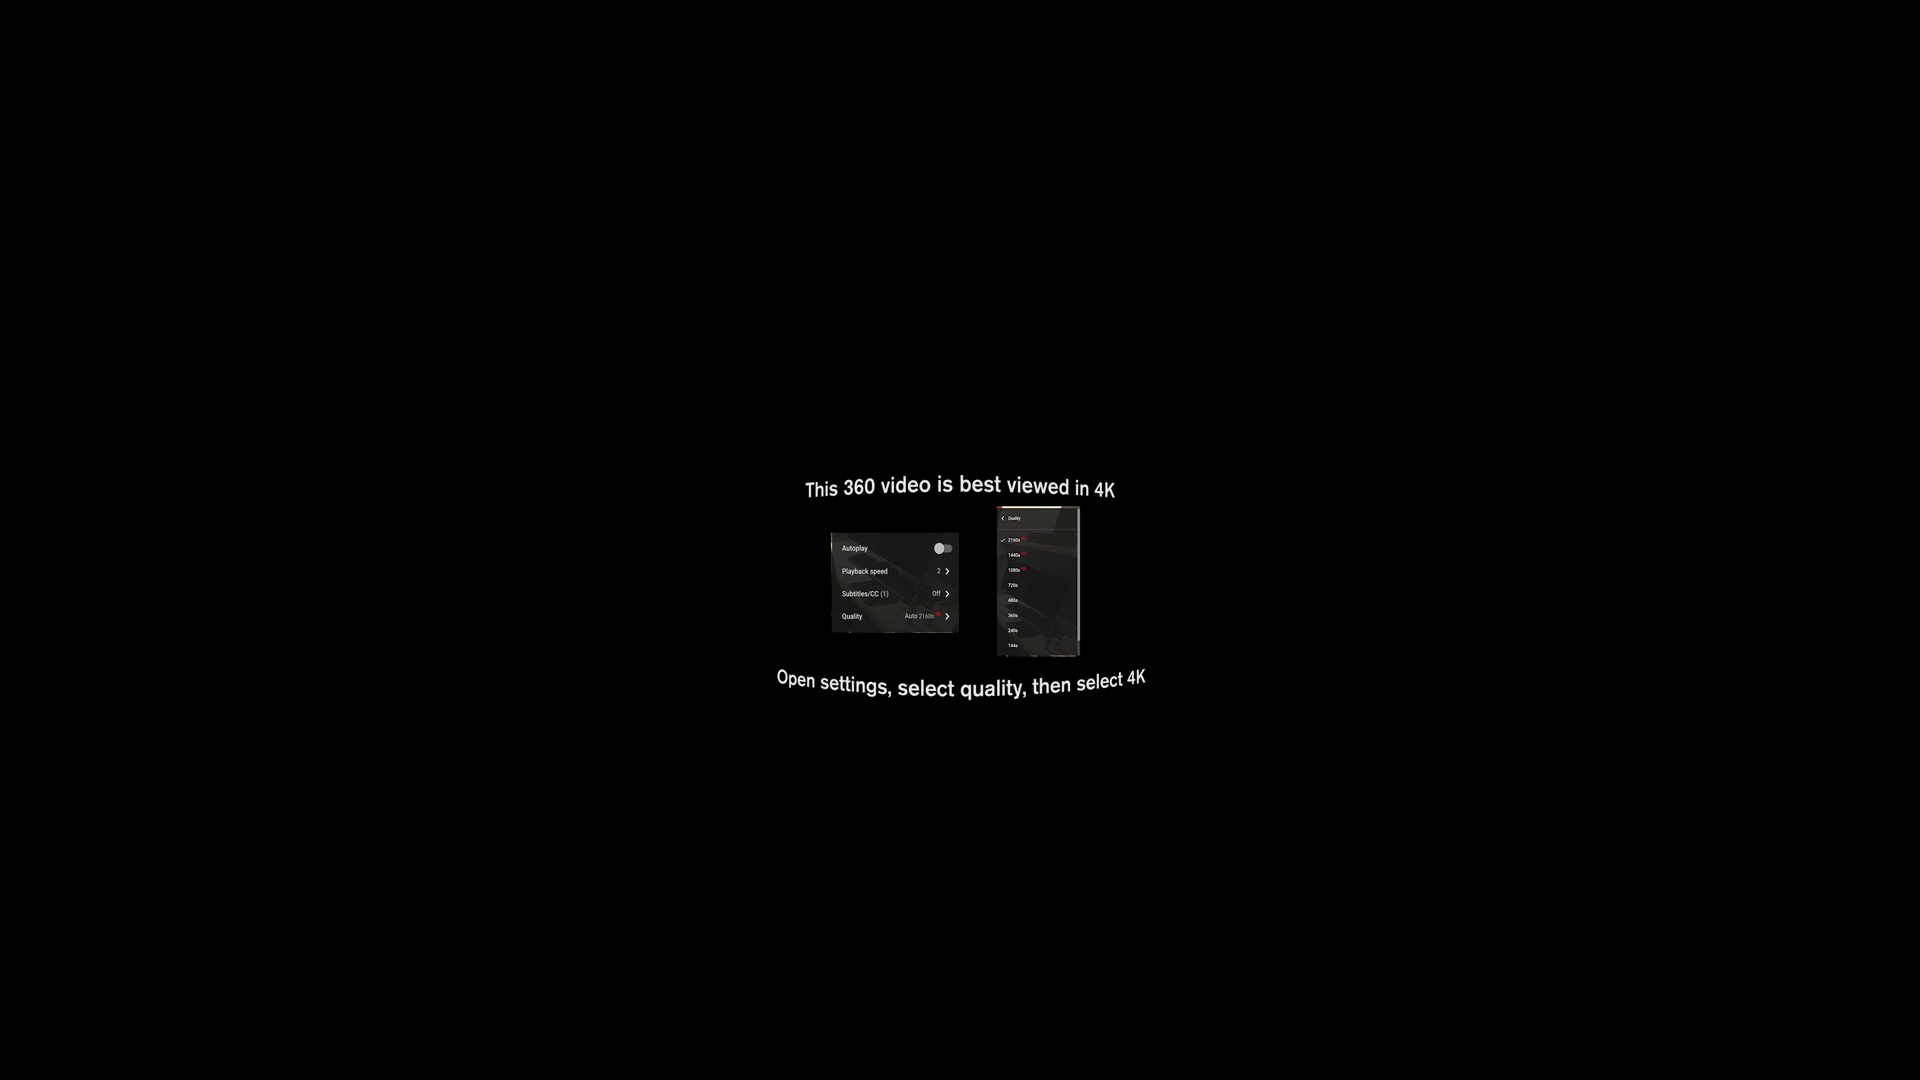 This 360 video is best viewed in 4K
Autoplay
Playback speed 2
Subtitles/CC (1) Off
Quality Auto 2160s
Quality
2160s
1440s
1080s
720s
480s
360s
240s
144s
Open settings, select quality, then select 4K